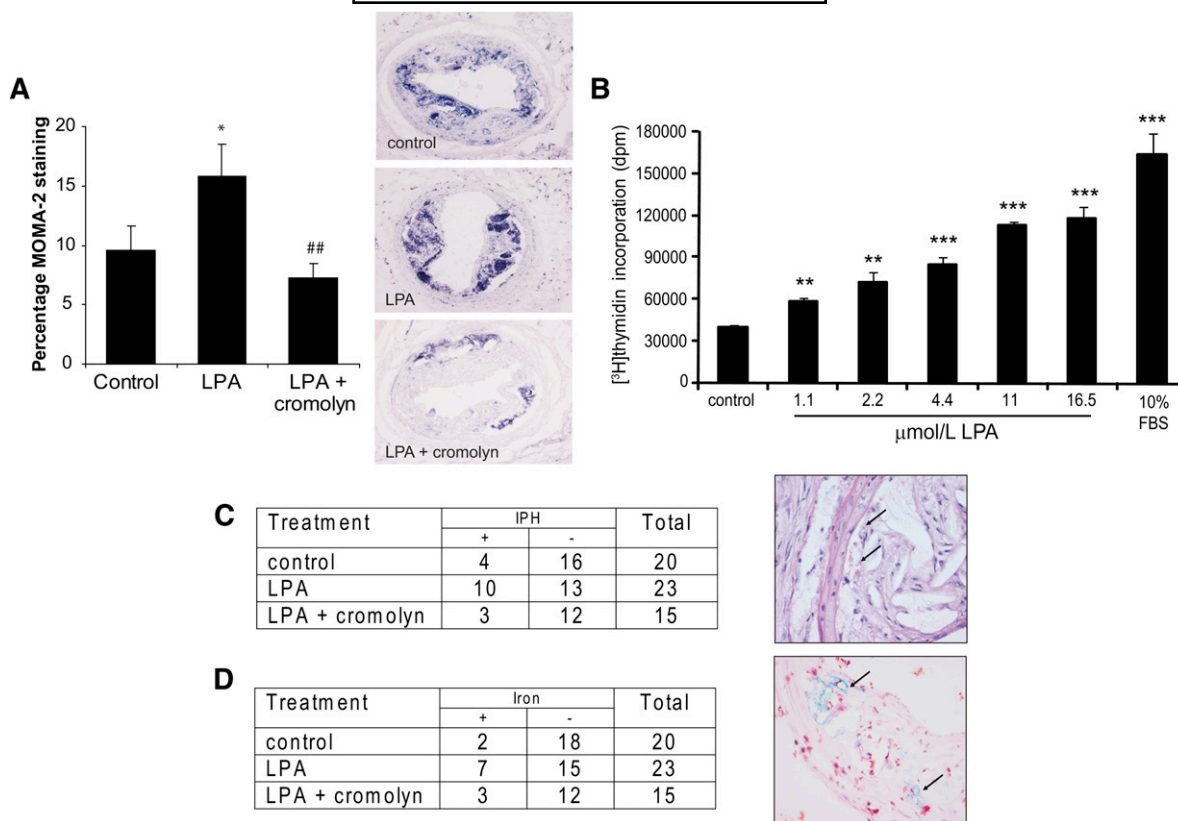 A
Percentage MOMA-2 staining
20
15
10
5
0
*
##
Control
LPA
LPA +
cromolyn
control
LPA
LPA + cromolyn
B
[³H]thymidin incorporation (dpm)
180000
150000
120000
90000
60000
30000
0
**
**
***
***
***
***
control
1.1
2.2
4.4
11
16.5
10%
FBS
μmol/L LPA
C
Treatment IPH Total
+ -
control 4 16 20
LPA 10 13 23
LPA + cromolyn 3 12 15
D
Treatment Iron Total
+ -
control 2 18 20
LPA 7 15 23
LPA + cromolyn 3 12 15